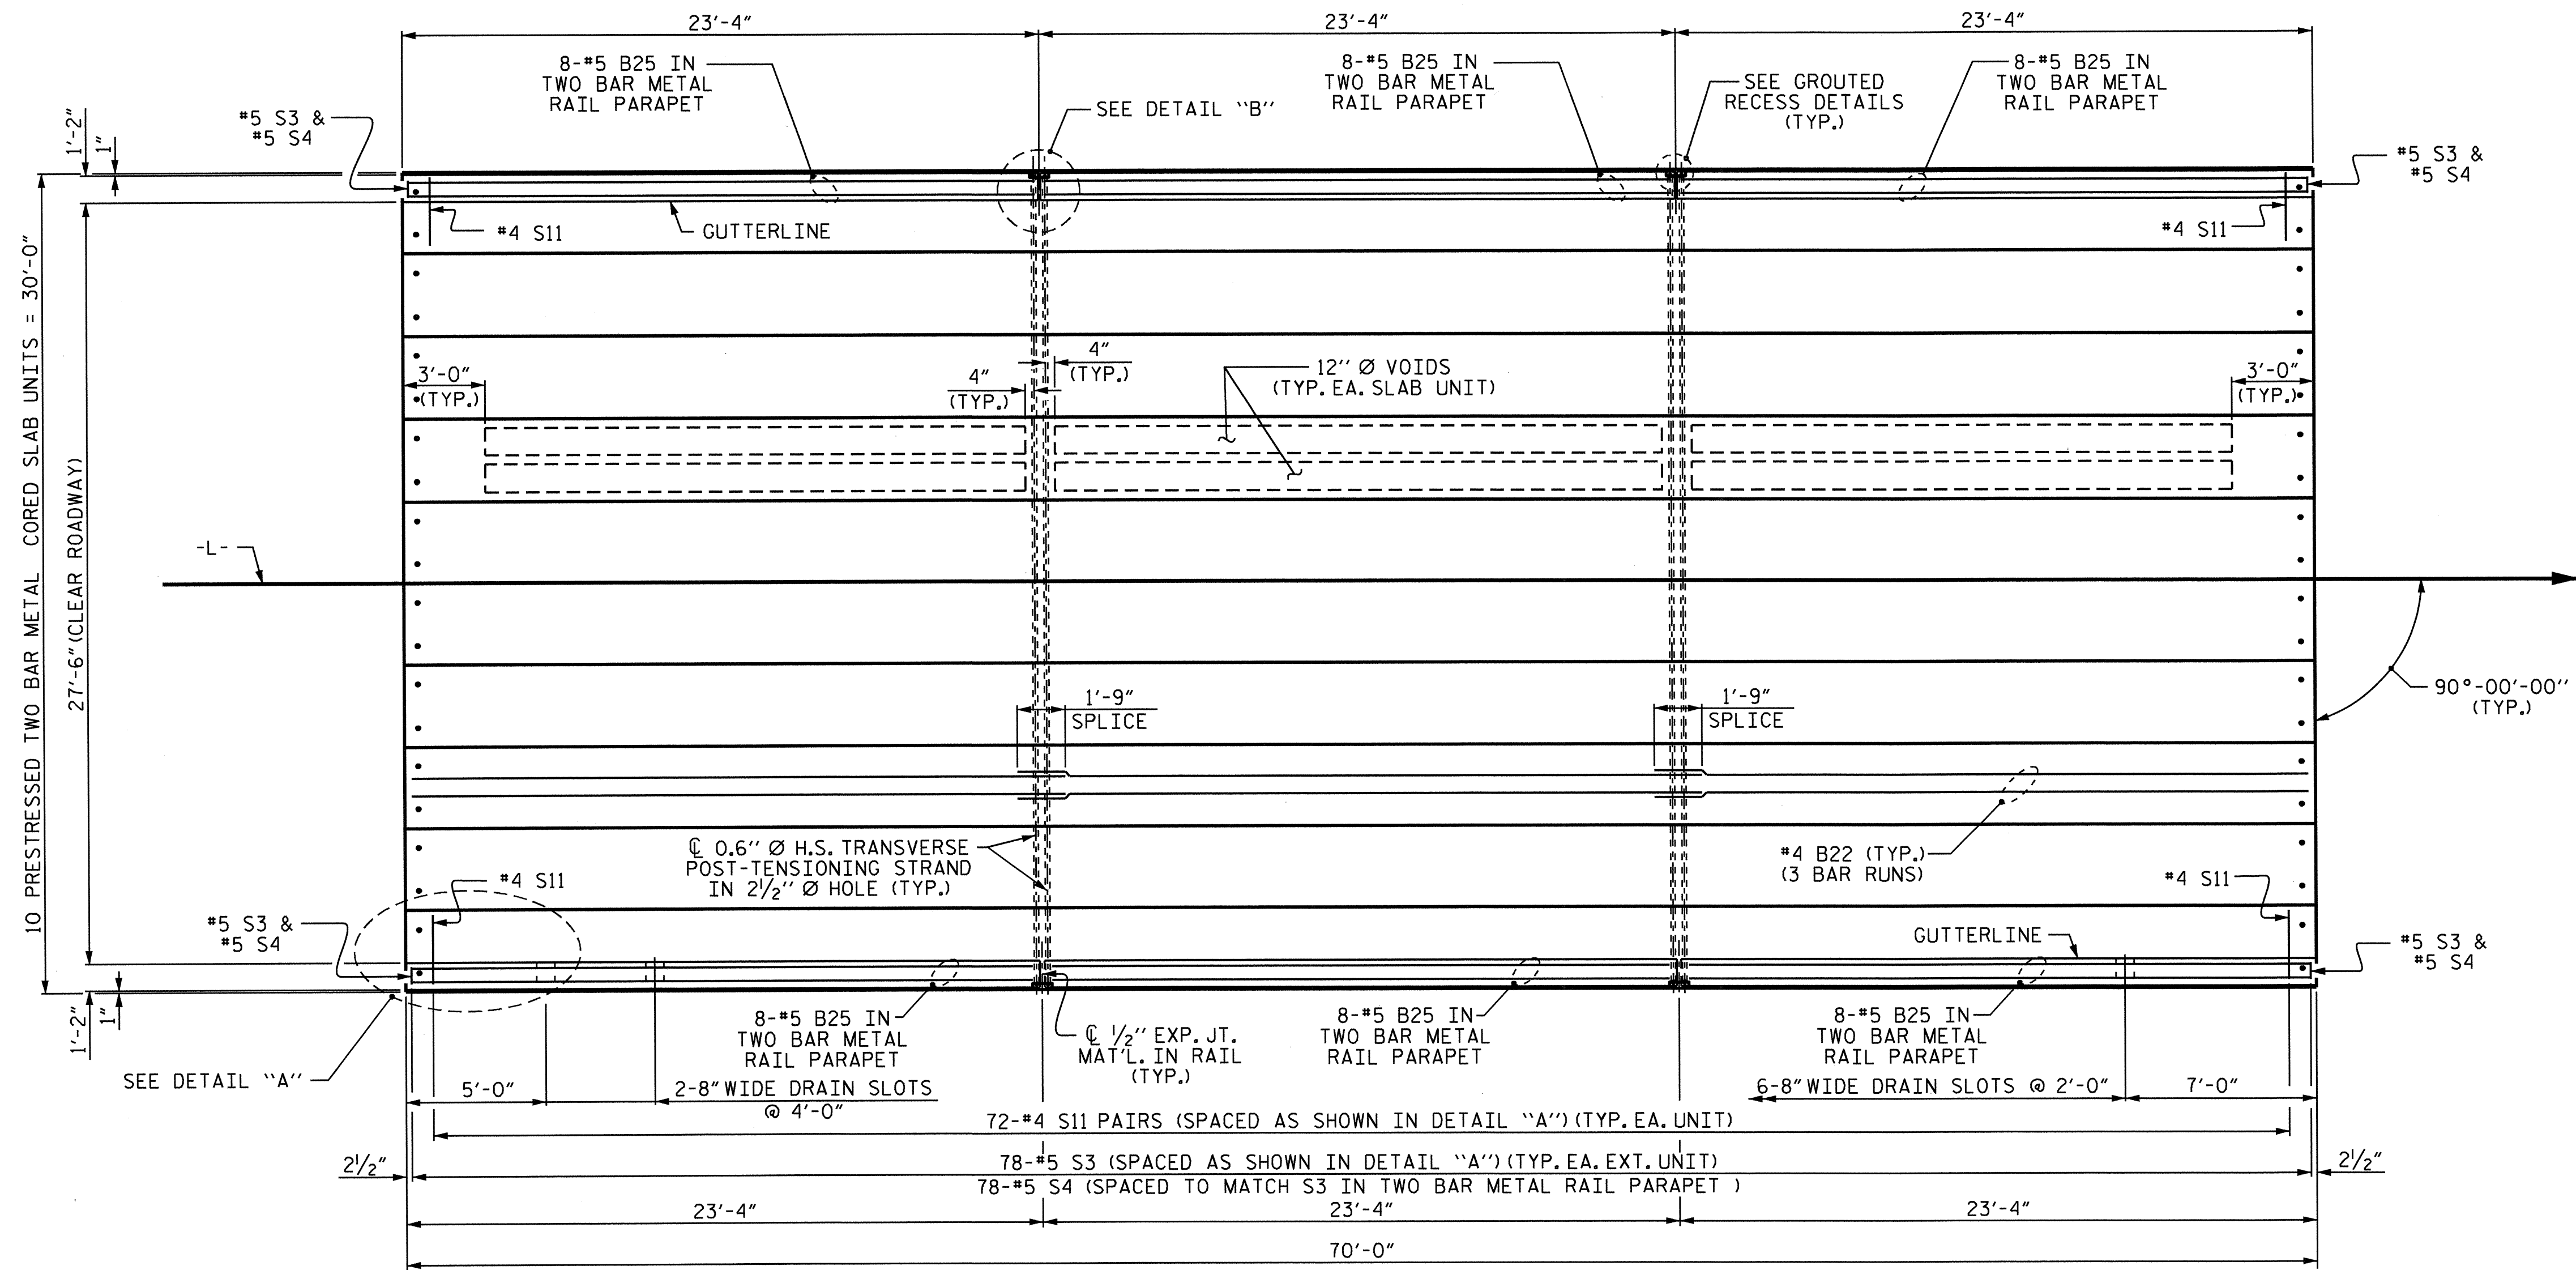 23'-4"
23'-4"
23'-4"
8-#5 B25 IN
TWO BAR METAL
RAIL PARAPET
8-#5 B25 IN
TWO BAR METAL
RAIL PARAPET
SEE GROUTED
RECESS DETAILS
(TYP.)
8-#5 B25 IN
TWO BAR METAL
RAIL PARAPET
SEE DETAIL "B"
1'-2"
1"
#5 S3 &
#5 S4
#5 S3 &
#5 S4
#4 S11
GUTTERLINE
#4 S11
10 PRESTRESSED TWO BAR METAL CORED SLAB UNITS = 30'-0"
27'-6" (CLEAR ROADWAY)
3'-0"
(TYP.)
4"
(TYP.)
4"
(TYP.)
12" Ø VOIDS
(TYP. EA. SLAB UNIT)
3'-0"
(TYP.)
-L-
90°-00'-00"
(TYP.)
1'-9"
SPLICE
1'-9"
SPLICE
℄ 0.6" Ø H.S. TRANSVERSE
POST-TENSIONING STRAND
IN 2½" Ø HOLE (TYP.)
#4 B22 (TYP.)
(3 BAR RUNS)
#4 S11
#4 S11
#5 S3 &
#5 S4
GUTTERLINE
#5 S3 &
#5 S4
1'-2"
1"
SEE DETAIL "A"
8-#5 B25 IN
TWO BAR METAL
RAIL PARAPET
℄ ½" EXP. JT.
MAT'L. IN RAIL
(TYP.)
8-#5 B25 IN
TWO BAR METAL
RAIL PARAPET
8-#5 B25 IN
TWO BAR METAL
RAIL PARAPET
5'-0"
2-8" WIDE DRAIN SLOTS
@ 4'-0"
6-8" WIDE DRAIN SLOTS @ 2'-0"
7'-0"
72-#4 S11 PAIRS (SPACED AS SHOWN IN DETAIL "A") (TYP. EA. UNIT)
2½"
78-#5 S3 (SPACED AS SHOWN IN DETAIL "A") (TYP. EA. EXT. UNIT)
2½"
78-#5 S4 (SPACED TO MATCH S3 IN TWO BAR METAL RAIL PARAPET )
23'-4"
23'-4"
23'-4"
70'-0"